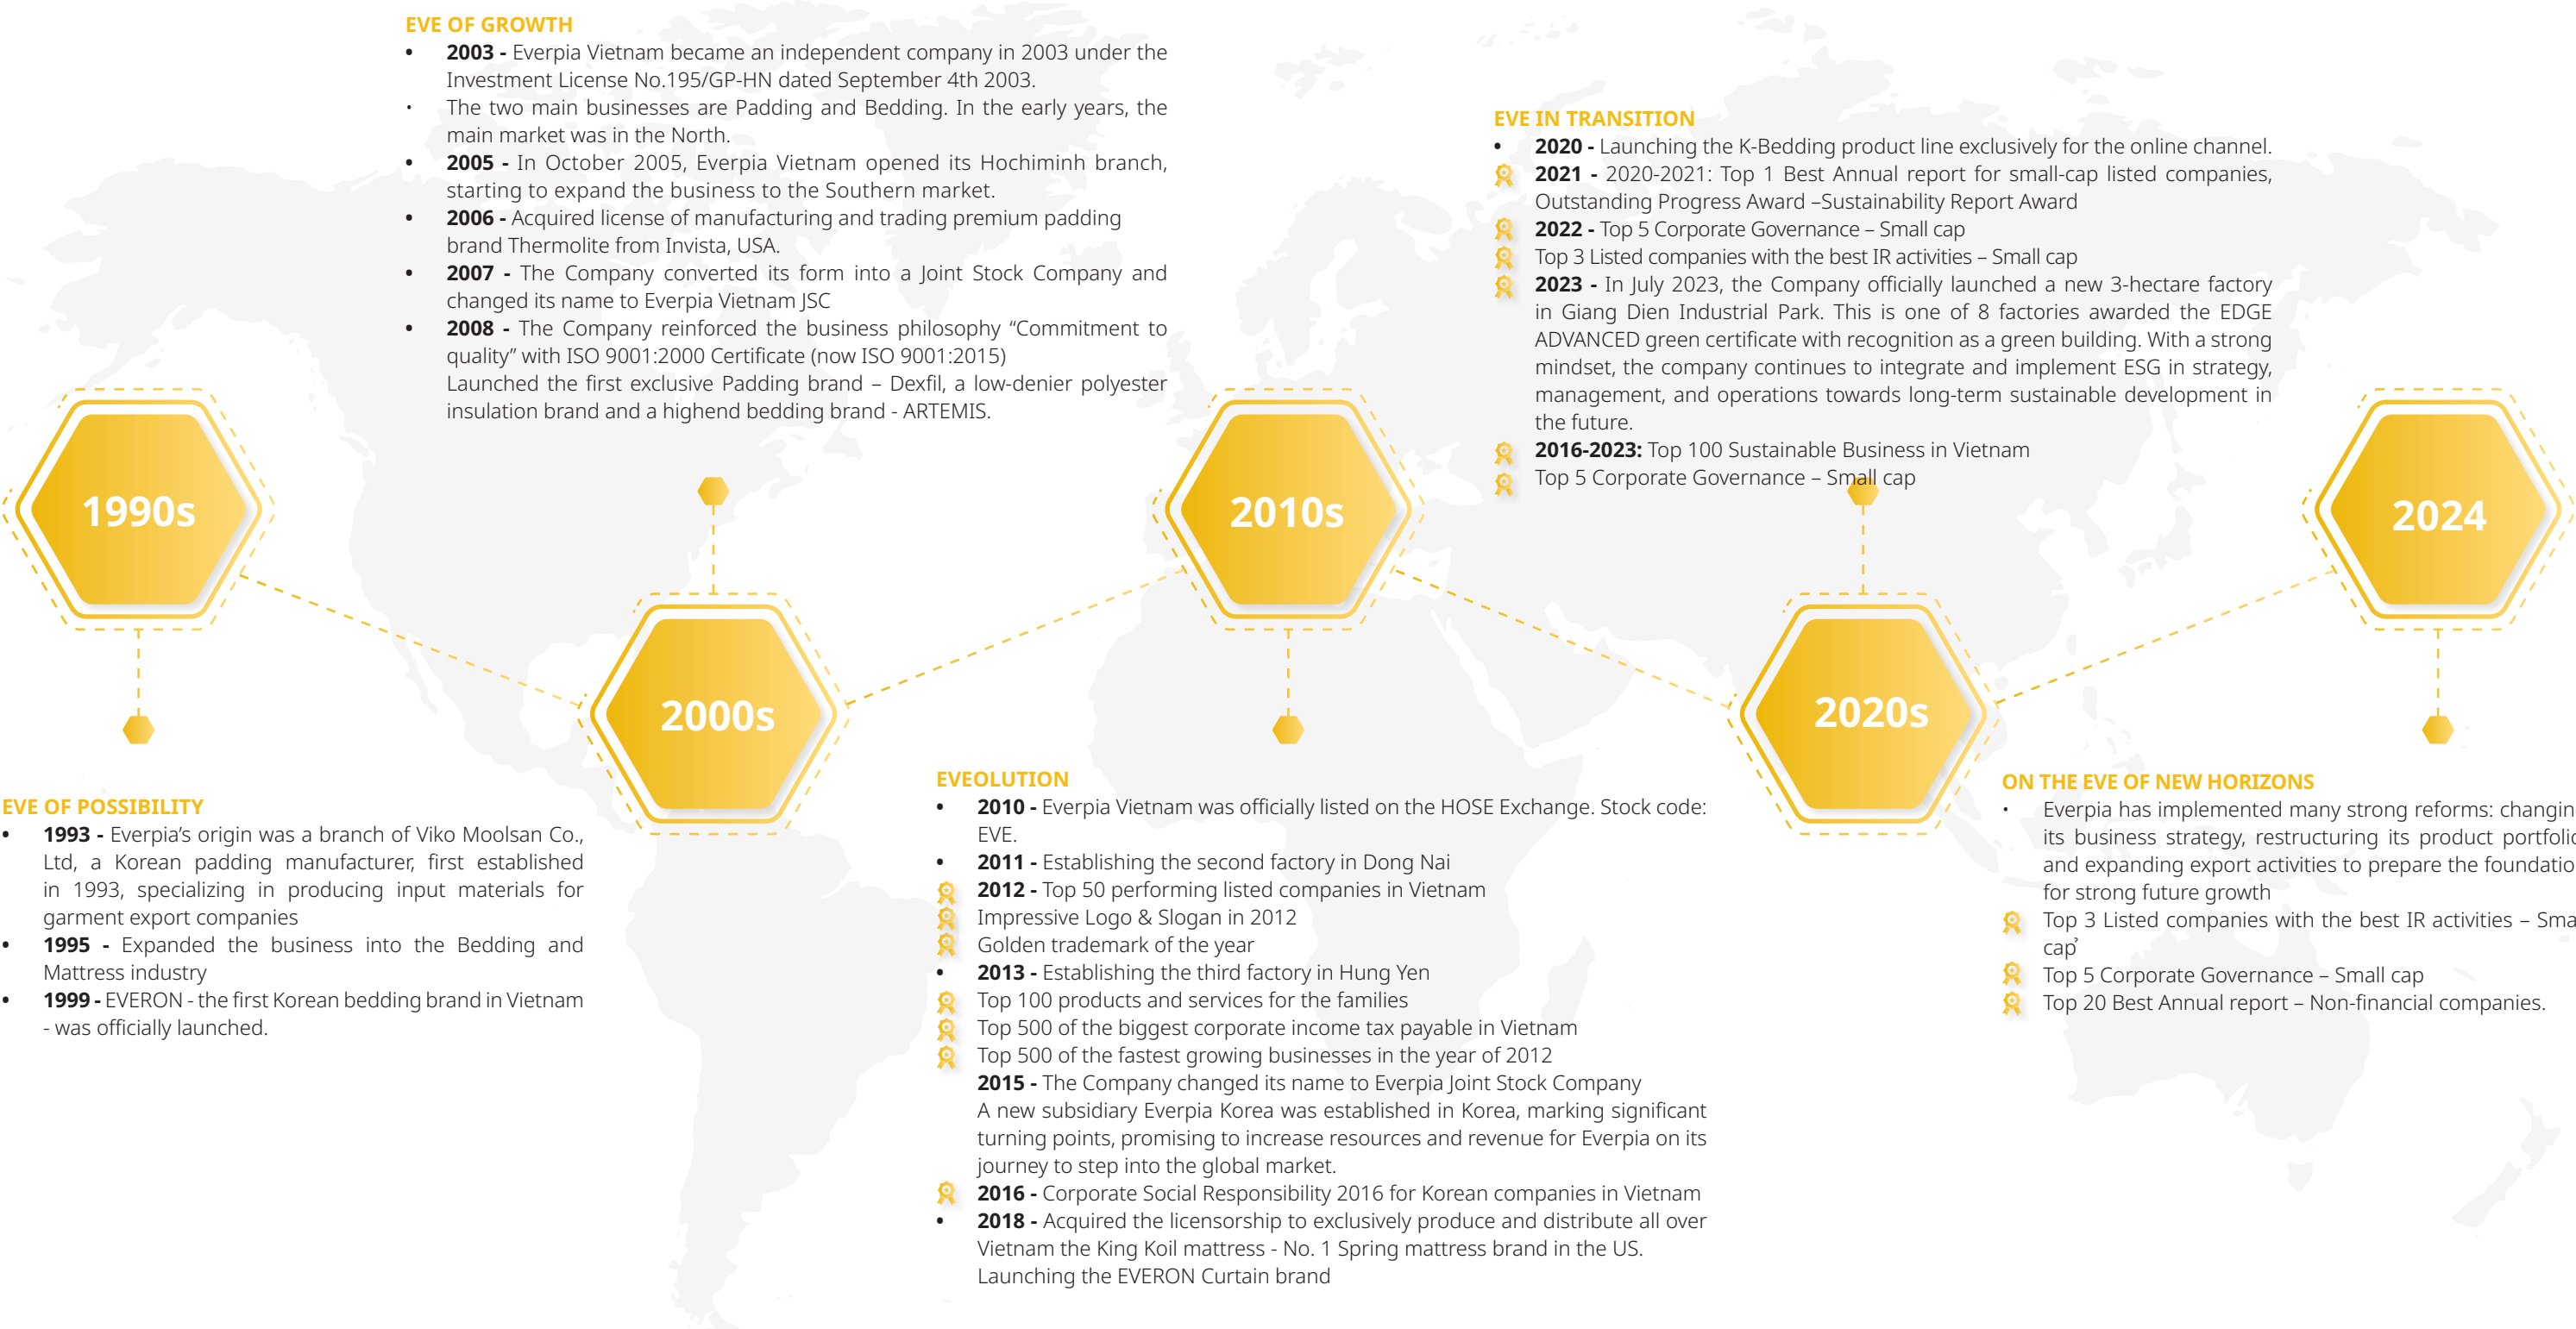 EVE OF GROWTH
• 2003 - Everpia Vietnam became an independent company in 2003 under the
Investment License No.195/GP-HN dated September 4th 2003.
• The two main businesses are Padding and Bedding. In the early years, the
main market was in the North.
• 2005 - In October 2005, Everpia Vietnam opened its Hochiminh branch,
starting to expand the business to the Southern market.
• 2006 - Acquired license of manufacturing and trading premium padding
brand Thermolite from Invista, USA.
• 2007 - The Company converted its form into a Joint Stock Company and
changed its name to Everpia Vietnam JSC
• 2008 - The Company reinforced the business philosophy “Commitment to
quality” with ISO 9001:2000 Certificate (now ISO 9001:2015)
Launched the first exclusive Padding brand – Dexfil, a low-denier polyester
insulation brand and a highend bedding brand - ARTEMIS.
EVE IN TRANSITION
• 2020 - Launching the K-Bedding product line exclusively for the online channel.
2021 - 2020-2021: Top 1 Best Annual report for small-cap listed companies,
Outstanding Progress Award –Sustainability Report Award
2022 - Top 5 Corporate Governance – Small cap
Top 3 Listed companies with the best IR activities – Small cap
2023 - In July 2023, the Company officially launched a new 3-hectare factory
in Giang Dien Industrial Park. This is one of 8 factories awarded the EDGE
ADVANCED green certificate with recognition as a green building. With a strong
mindset, the company continues to integrate and implement ESG in strategy,
management, and operations towards long-term sustainable development in
the future.
2016-2023: Top 100 Sustainable Business in Vietnam
Top 5 Corporate Governance – Small cap
1990s
2000s
2010s
2020s
2024
EVE OF POSSIBILITY
• 1993 - Everpia’s origin was a branch of Viko Moolsan Co.,
Ltd, a Korean padding manufacturer, first established
in 1993, specializing in producing input materials for
garment export companies
• 1995 - Expanded the business into the Bedding and
Mattress industry
• 1999 - EVERON - the first Korean bedding brand in Vietnam
- was officially launched.
EVEOLUTION
• 2010 - Everpia Vietnam was officially listed on the HOSE Exchange. Stock code:
EVE.
• 2011 - Establishing the second factory in Dong Nai
2012 - Top 50 performing listed companies in Vietnam
Impressive Logo & Slogan in 2012
Golden trademark of the year
• 2013 - Establishing the third factory in Hung Yen
Top 100 products and services for the families
Top 500 of the biggest corporate income tax payable in Vietnam
Top 500 of the fastest growing businesses in the year of 2012
2015 - The Company changed its name to Everpia Joint Stock Company
A new subsidiary Everpia Korea was established in Korea, marking significant
turning points, promising to increase resources and revenue for Everpia on its
journey to step into the global market.
2016 - Corporate Social Responsibility 2016 for Korean companies in Vietnam
• 2018 - Acquired the licensorship to exclusively produce and distribute all over
Vietnam the King Koil mattress - No. 1 Spring mattress brand in the US.
Launching the EVERON Curtain brand
ON THE EVE OF NEW HORIZONS
• Everpia has implemented many strong reforms: changin
its business strategy, restructuring its product portfoli
and expanding export activities to prepare the foundatio
for strong future growth
Top 3 Listed companies with the best IR activities – Sma
cap
Top 5 Corporate Governance – Small cap
Top 20 Best Annual report – Non-financial companies.